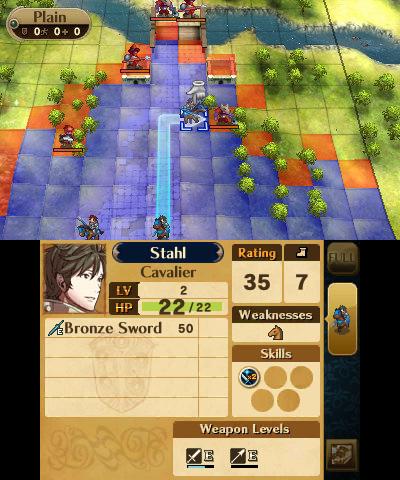 Plain
0 0 + 0
Stahl
Cavalier
LV 2
HP 22/22
Bronze Sword 50
Rating
35 7
Weaknesses
Skills
×2
Weapon Levels
E E
FULL